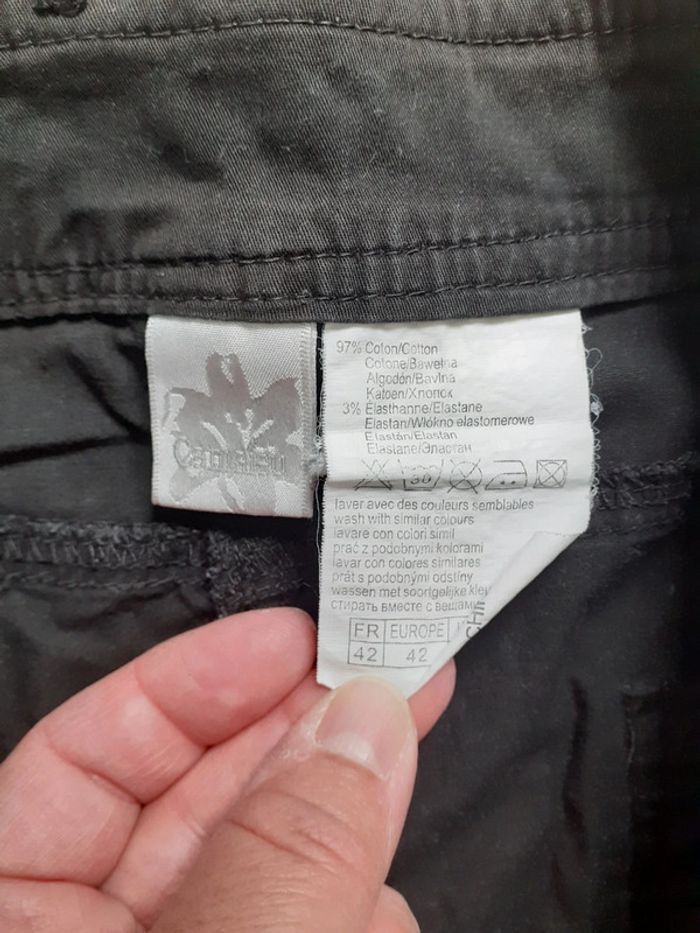 Camaïeu
97% Coton/Cotton
Cotone/Bawełna
Algodón/Bavlna
Katoen/Хлопок
3% Élasthanne/Elastane
Elastan/Włókno elastomerowe
Elastán/Elastan
Elastane/Эластан
30
laver avec des couleurs semblables
wash with similar colours
lavare con colori simil
prać z podobnymi kolorami
lavar con colores similares
prát s podobnými odstíny
wassen met soortgelijke kle
стирать вместе с вещами
FR EUROPE
42 42